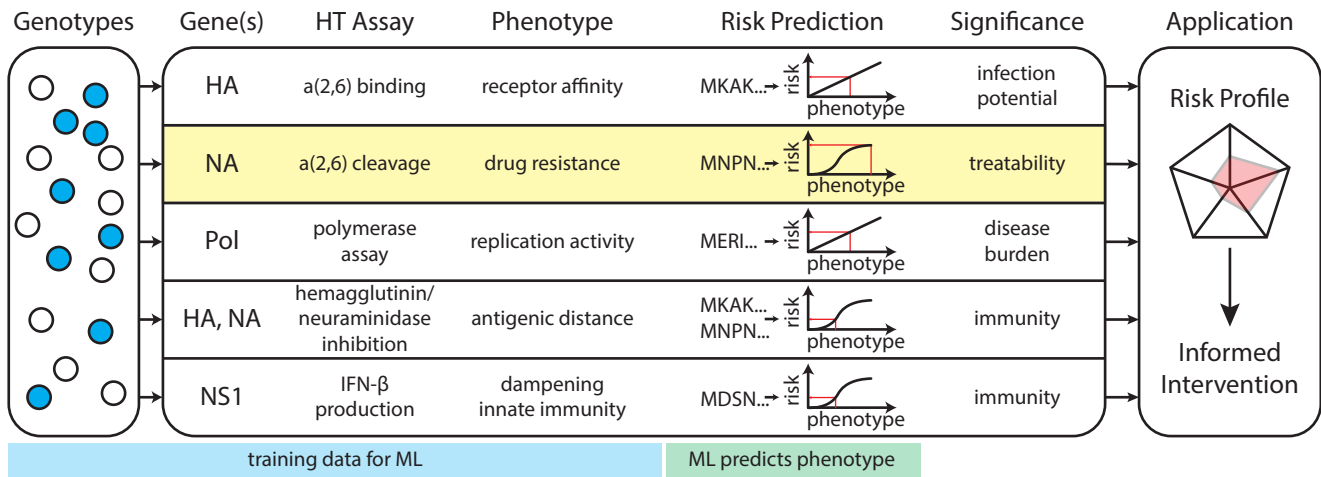 Genotypes
Gene(s)
HT Assay
Phenotype
Risk Prediction
Significance
Application
HA
a(2,6) binding
receptor affinity
MKAK...
risk
phenotype
infection
potential
NA
a(2,6) cleavage
drug resistance
MNPN...
risk
phenotype
treatability
Pol
polymerase
assay
replication activity
MERI...
risk
phenotype
disease
burden
HA, NA
hemagglutinin/
neuraminidase
inhibition
antigenic distance
MKAK...
MNPN...
risk
phenotype
immunity
NS1
IFN-β
production
dampening
innate immunity
MDSN...
risk
phenotype
immunity
Risk Profile
Informed
Intervention
training data for ML
ML predicts phenotype